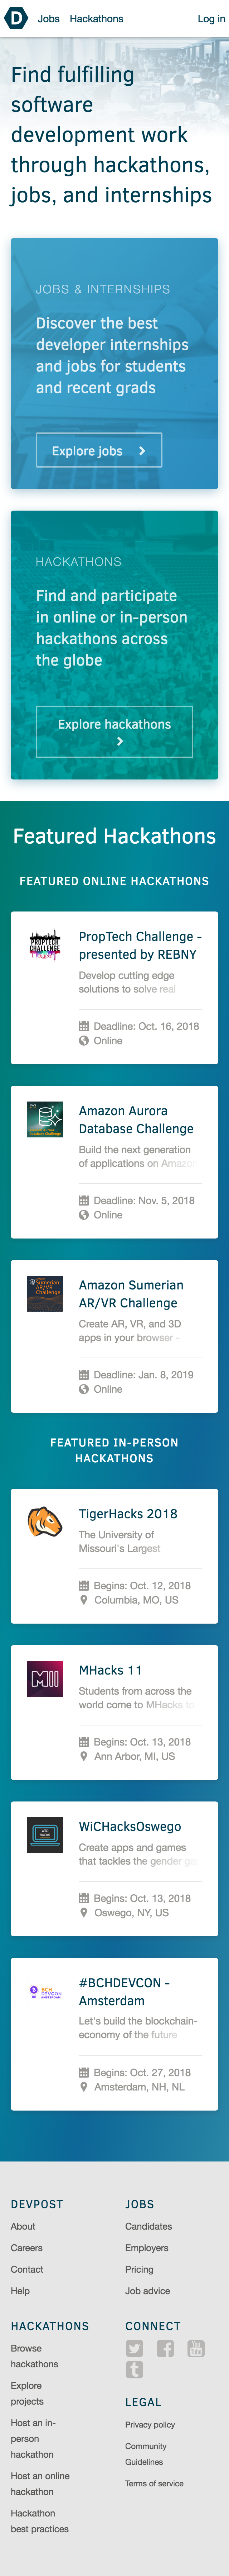 D Jobs Hackathons Log in
Find fulfilling
software
development work
through hackathons,
jobs, and internships
JOBS & INTERNSHIPS
Discover the best
developer internships
and jobs for students
and recent grads
Explore jobs
HACKATHONS
Find and participate
in online or in-person
hackathons across
the globe
Explore hackathons
Featured Hackathons
FEATURED ONLINE HACKATHONS
PROPTECH
CHALLENGE
PropTech Challenge -
presented by REBNY
Develop cutting edge
solutions to solve real
Deadline: Oct. 16, 2018
Online
Amazon Aurora
Database Challenge
Build the next generation
of applications on Amazon
Deadline: Nov. 5, 2018
Online
Sumerian
AR/VR
Challenge
Amazon Sumerian
AR/VR Challenge
Create AR, VR, and 3D
apps in your browser -
Deadline: Jan. 8, 2019
Online
FEATURED IN-PERSON
HACKATHONS
TigerHacks 2018
The University of
Missouri's Largest
Begins: Oct. 12, 2018
Columbia, MO, US
MHacks 11
Students from across the
world come to MHacks to
Begins: Oct. 13, 2018
Ann Arbor, MI, US
WiCHacksOswego
Create apps and games
that tackles the gender
Begins: Oct. 13, 2018
Oswego, NY, US
BCH
DEVCON
AMSTERDAM
#BCHDEVCON -
Amsterdam
Let's build the blockchain-
economy of the future
Begins: Oct. 27, 2018
Amsterdam, NH, NL
DEVPOST
About
Careers
Contact
Help
JOBS
Candidates
Employers
Pricing
Job advice
HACKATHONS
Browse
hackathons
Explore
projects
Host an in-
person
hackathon
Host an online
hackathon
Hackathon
best practices
CONNECT
LEGAL
Privacy policy
Community
Guidelines
Terms of service